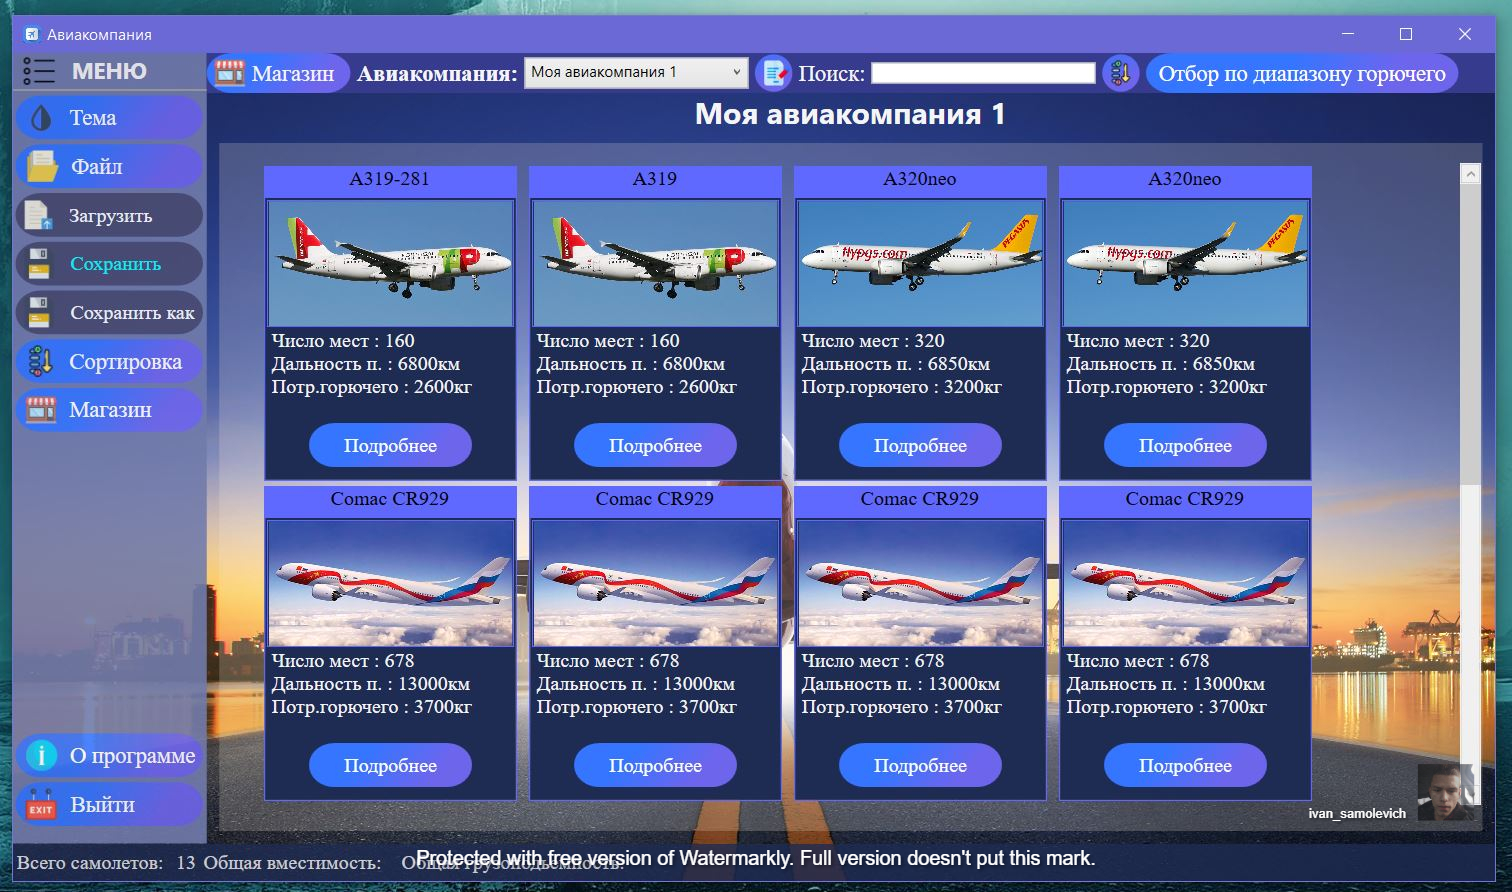 Авиакомпания
МЕНЮ
Магазин Авиакомпания: Моя авиакомпания 1 Поиск: Отбор по диапазону горючего
Моя авиакомпания 1
Тема
Файл
Загрузить
Сохранить
Сохранить как
Сортировка
Магазин
О программе
EXIT Выйти
A319-281 A319 A320neo A320neo
flypgs.com PEGASUS flypgs.com PEGASUS
Число мест : 160 Число мест : 160 Число мест : 320 Число мест : 320
Дальность п. : 6800км Дальность п. : 6800км Дальность п. : 6850км Дальность п. : 6850км
Потр.горючего : 2600кг Потр.горючего : 2600кг Потр.горючего : 3200кг Потр.горючего : 3200кг
Подробнее Подробнее Подробнее Подробнее
Comac CR929 Comac CR929 Comac CR929 Comac CR929
Число мест : 678 Число мест : 678 Число мест : 678 Число мест : 678
Дальность п. : 13000км Дальность п. : 13000км Дальность п. : 13000км Дальность п. : 13000км
Потр.горючего : 3700кг Потр.горючего : 3700кг Потр.горючего : 3700кг Потр.горючего : 3700кг
Подробнее Подробнее Подробнее Подробнее
ivan_samolevich
Protected with free version of Watermarkly. Full version doesn't put this mark.
Всего самолетов: 13 Общая вместимость: Общая грузоподъемность: